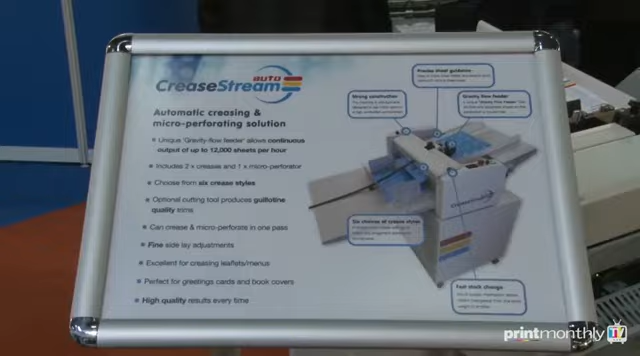 auto
CreaseStream
Automatic creasing &
micro-perforating solution
Unique 'Gravity-flow feeder' allows continuous
output of up to 12,000 sheets per hour
Includes 2 x creases and 1 x micro-perforator
Choose from six crease styles
Optional cutting tool produces guillotine
quality trims
Can crease & micro-perforate in one pass
Fine side lay adjustments
Excellent for creasing leaflets/menus
Perfect for greetings cards and book covers
High quality results every time
Precise sheet guidance
Strong construction
Gravity flow feeder
Six choices of crease styles
Fast stock change
CreaseStream
printmonthly TV